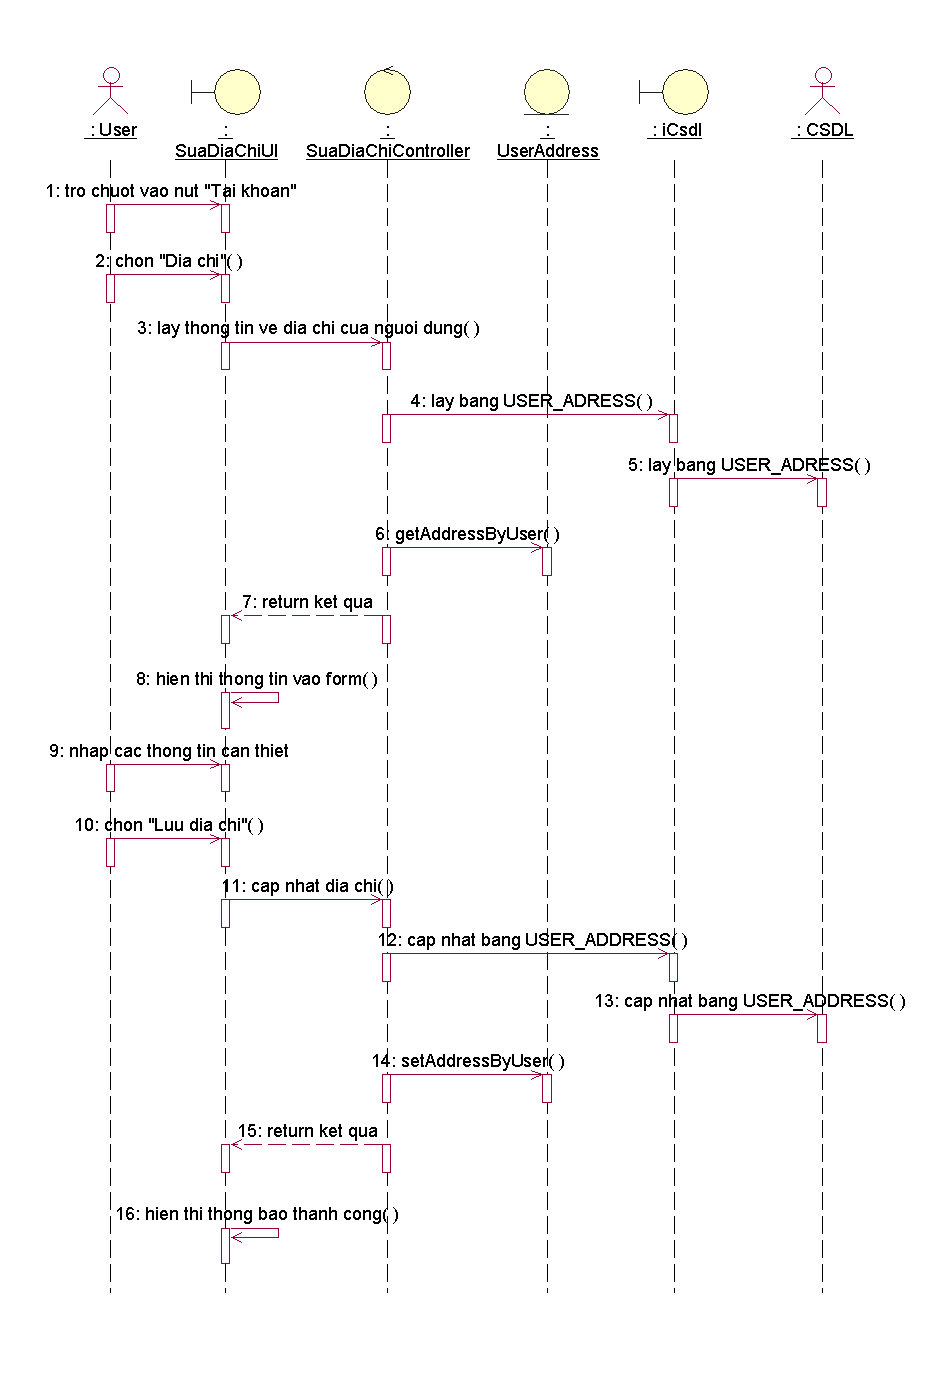 : User
:
SuaDiaChiUI
:
SuaDiaChiController
:
UserAddress
: iCsdl
: CSDL
1: tro chuot vao nut "Tai khoan"
2: chon "Dia chi"( )
3: lay thong tin ve dia chi cua nguoi dung( )
4: lay bang USER_ADRESS( )
5: lay bang USER_ADRESS( )
6: getAddressByUser( )
7: return ket qua
8: hien thi thong tin vao form( )
9: nhap cac thong tin can thiet
10: chon "Luu dia chi"( )
11: cap nhat dia chi( )
12: cap nhat bang USER_ADDRESS( )
13: cap nhat bang USER_ADDRESS( )
14: setAddressByUser( )
15: return ket qua
16: hien thi thong bao thanh cong( )